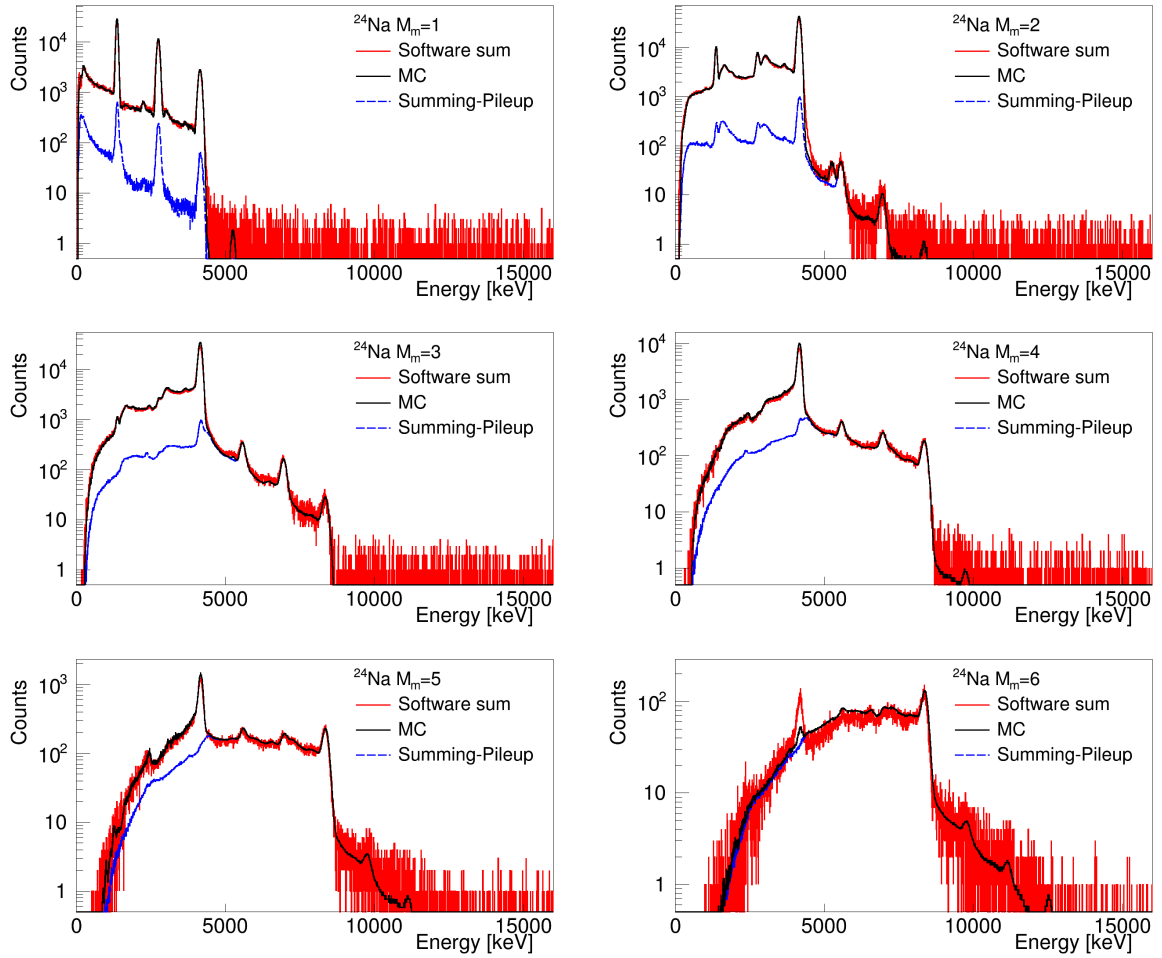 ²⁴Na Mₘ=1
Software sum
MC
Summing-Pileup
Counts
10⁴
10³
10²
10
1
0 5000 10000 15000
Energy [keV]
²⁴Na Mₘ=2
Software sum
MC
Summing-Pileup
Counts
10⁴
10³
10²
10
1
0 5000 10000 15000
Energy [keV]
²⁴Na Mₘ=3
Software sum
MC
Summing-Pileup
Counts
10⁴
10³
10²
10
1
0 5000 10000 15000
Energy [keV]
²⁴Na Mₘ=4
Software sum
MC
Summing-Pileup
Counts
10⁴
10³
10²
10
1
0 5000 10000 15000
Energy [keV]
²⁴Na Mₘ=5
Software sum
MC
Summing-Pileup
Counts
10³
10²
10
1
0 5000 10000 15000
Energy [keV]
²⁴Na Mₘ=6
Software sum
MC
Summing-Pileup
Counts
10²
10
1
0 5000 10000 15000
Energy [keV]